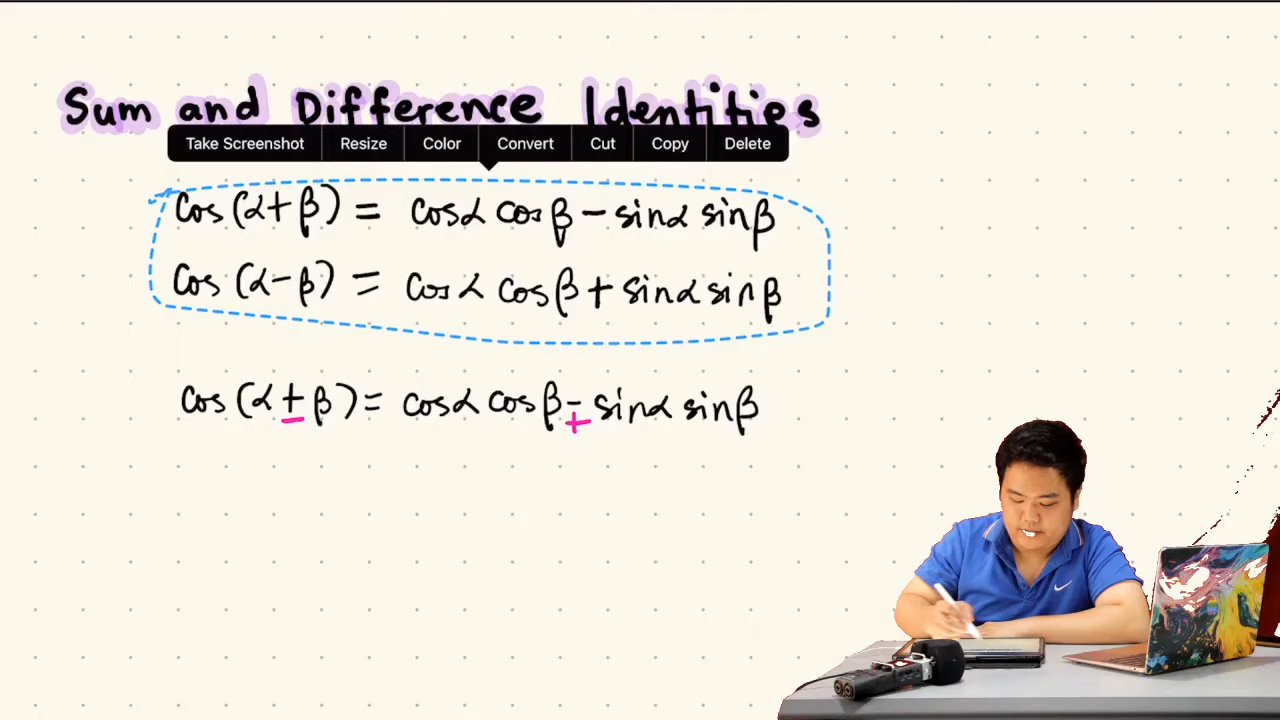 Sum and Difference Identities
Take Screenshot Resize Color Convert Cut Copy Delete
cos(α+β) = cosα cosβ - sinα sinβ
cos(α-β) = cosα cosβ + sinα sinβ
cos(α±β) = cosα cosβ ∓ sinα sinβ